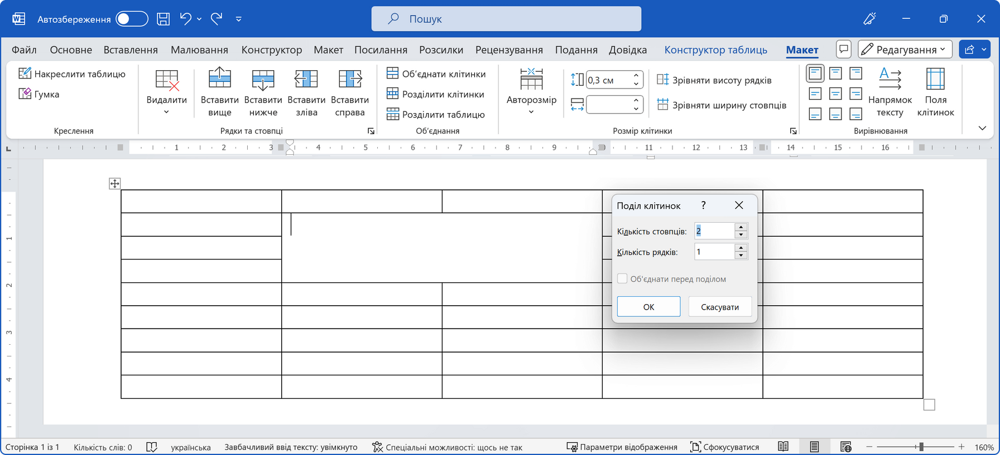 Автозбереження
Пошук
Файл Основне Вставлення Малювання Конструктор Макет Посилання Розсилки Рецензування Подання Довідка Конструктор таблиць Макет Редагування
Накреслити таблицю
Гумка
Креслення
Видалити
Вставити вище
Вставити нижче
Вставити зліва
Вставити справа
Рядки та стовпці
Об’єднати клітинки
Розділити клітинки
Розділити таблицю
Об’єднання
Авторозмір
0,3 см
Зрівняти висоту рядків
Зрівняти ширину стовпців
Розмір клітинки
Напрямок тексту
Поля клітинок
Вирівнювання
1 2 3 4 5 6 7 8 9 11 12 13 14 15 16
1
2
3
4
Поділ клітинок ?
Кількість стовпців: 2
Кількість рядків: 1
Об'єднати перед поділом
ОК Скасувати
Сторінка 1 із 1 Кількість слів: 0 українська Завбачливий ввід тексту: увімкнуто Спеціальні можливості: щось не так Параметри відображення Сфокусуватися 160%